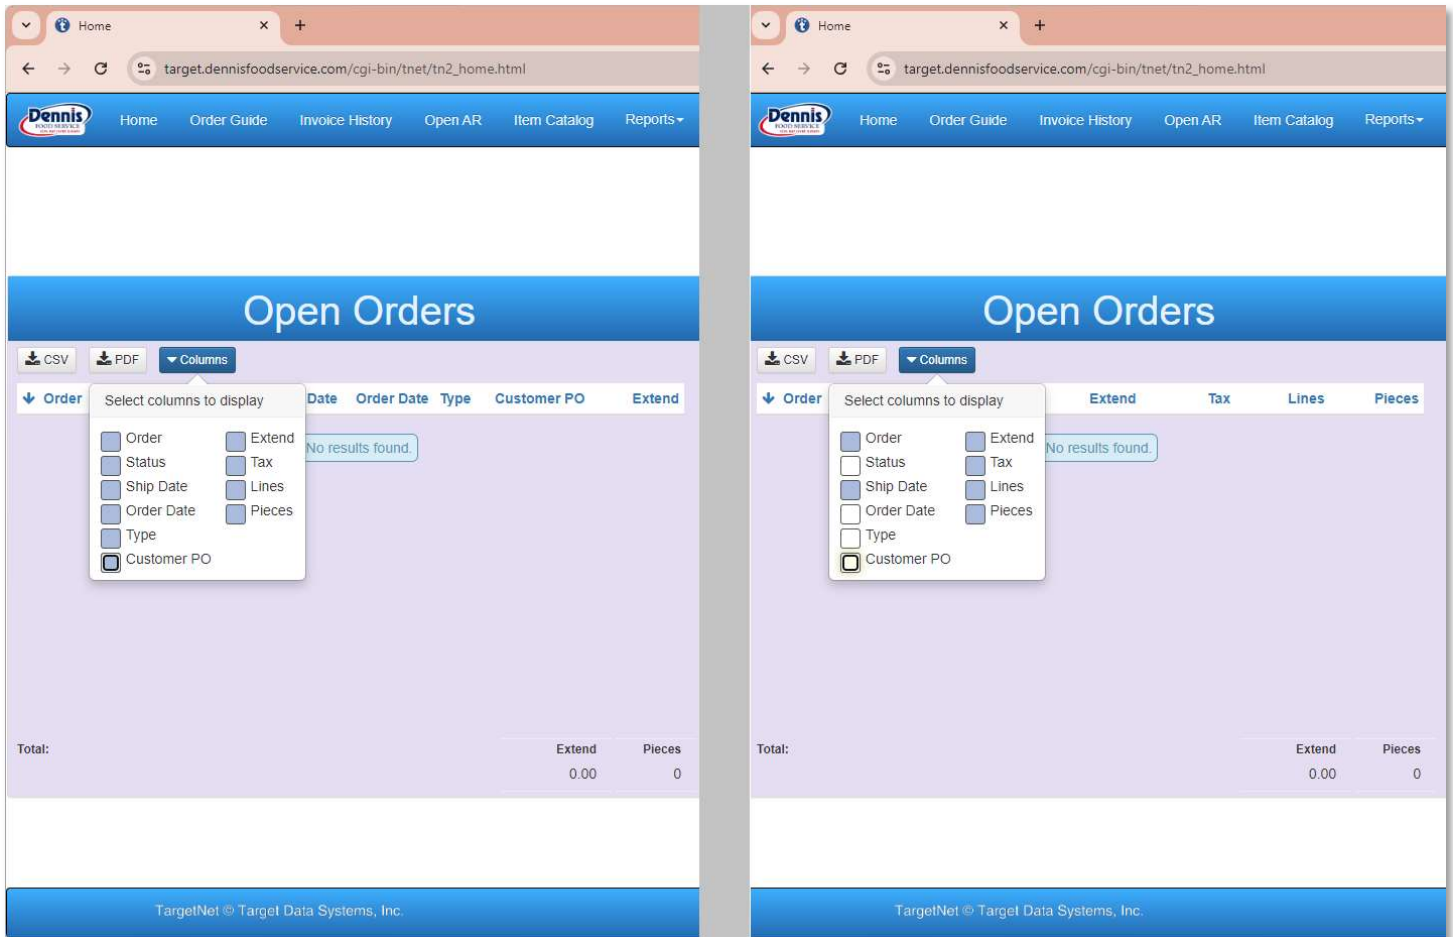 Home
target.dennisfoodservice.com/cgi-bin/tnet/tn2_home.html
Dennis
FOOD SERVICE
Home Order Guide Invoice History Open AR Item Catalog Reports
Open Orders
CSV PDF Columns
Order Date Order Date Type Customer PO Extend
Select columns to display
No results found.
Order Extend
Status Tax
Ship Date Lines
Order Date Pieces
Type
Customer PO
Total: Extend Pieces
0.00 0
TargetNet © Target Data Systems, Inc.
Home
target.dennisfoodservice.com/cgi-bin/tnet/tn2_home.html
Dennis
FOOD SERVICE
Home Order Guide Invoice History Open AR Item Catalog Reports
Open Orders
CSV PDF Columns
Order Extend Tax Lines Pieces
Select columns to display
No results found.
Order Extend
Status Tax
Ship Date Lines
Order Date Pieces
Type
Customer PO
Total: Extend Pieces
0.00 0
TargetNet © Target Data Systems, Inc.